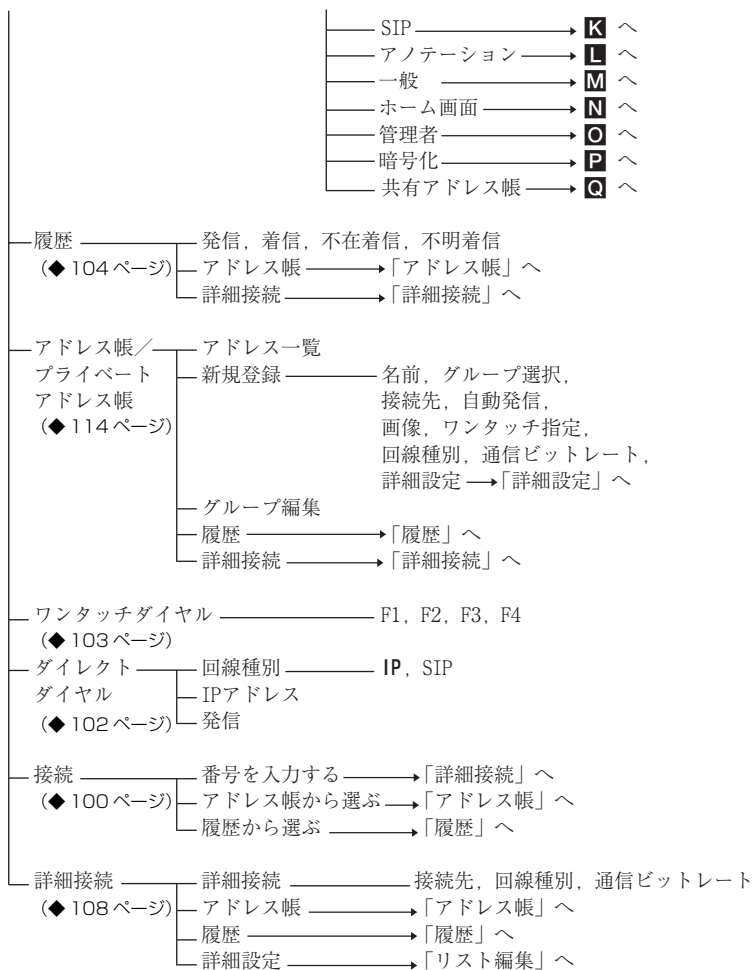 SIP → K へ
アノテーション → L へ
一般 → M へ
ホーム画面 → N へ
管理者 → O へ
暗号化 → P へ
共有アドレス帳 → Q へ
履歴 発信，着信，不在着信，不明着信
（◆ 104 ページ） アドレス帳 →「アドレス帳」へ
詳細接続 →「詳細接続」へ
アドレス帳／ アドレス一覧
プライベート 新規登録 名前，グループ選択，
アドレス帳 接続先，自動発信，
（◆ 114 ページ） 画像，ワンタッチ指定，
回線種別，通信ビットレート，
詳細設定 →「詳細設定」へ
グループ編集
履歴 →「履歴」へ
詳細接続 →「詳細接続」へ
ワンタッチダイヤル F1，F2，F3，F4
（◆ 103 ページ）
ダイレクト 回線種別 IP，SIP
ダイヤル IPアドレス
（◆ 102 ページ） 発信
接続 番号を入力する →「詳細接続」へ
（◆ 100 ページ） アドレス帳から選ぶ →「アドレス帳」へ
履歴から選ぶ →「履歴」へ
詳細接続 詳細接続 接続先，回線種別，通信ビットレート
（◆ 108 ページ） アドレス帳 →「アドレス帳」へ
履歴 →「履歴」へ
詳細設定 →「リスト編集」へ